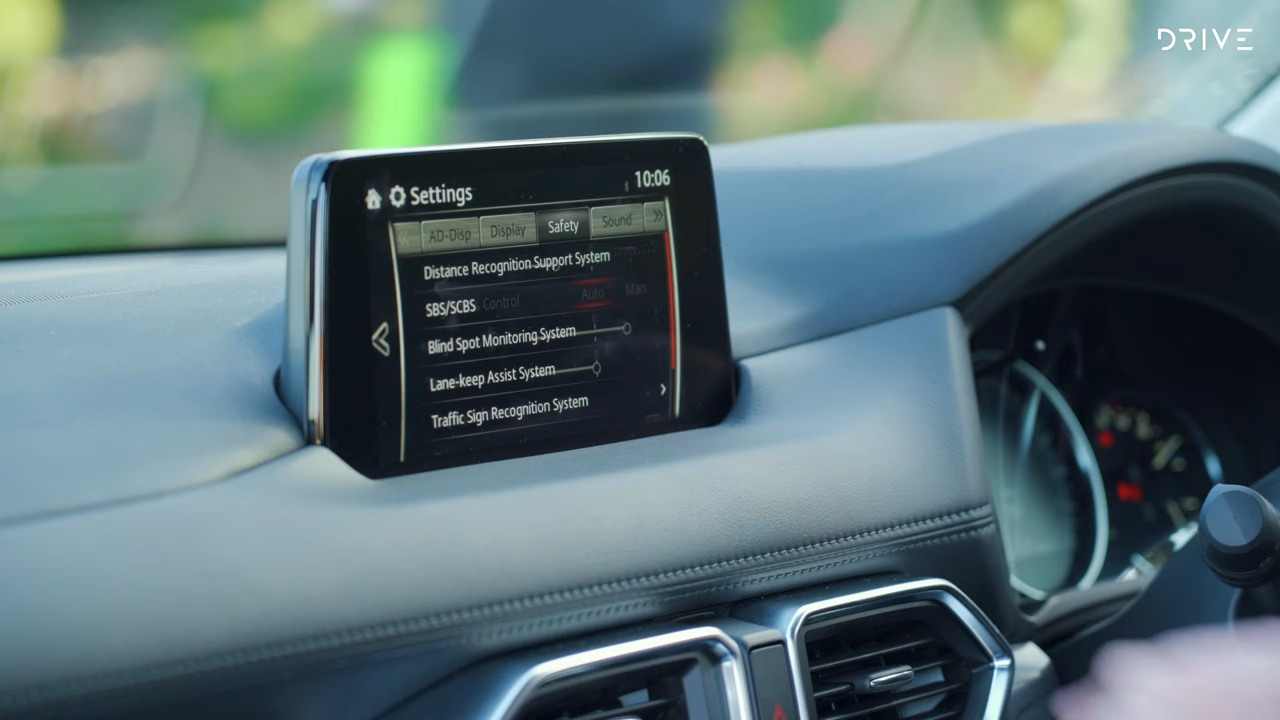 DRIVE
Settings
10:06
AD-Disp Display Safety Sound
Distance Recognition Support System
SBS/SCBS Control Auto Man.
Blind Spot Monitoring System
Lane-keep Assist System
Traffic Sign Recognition System